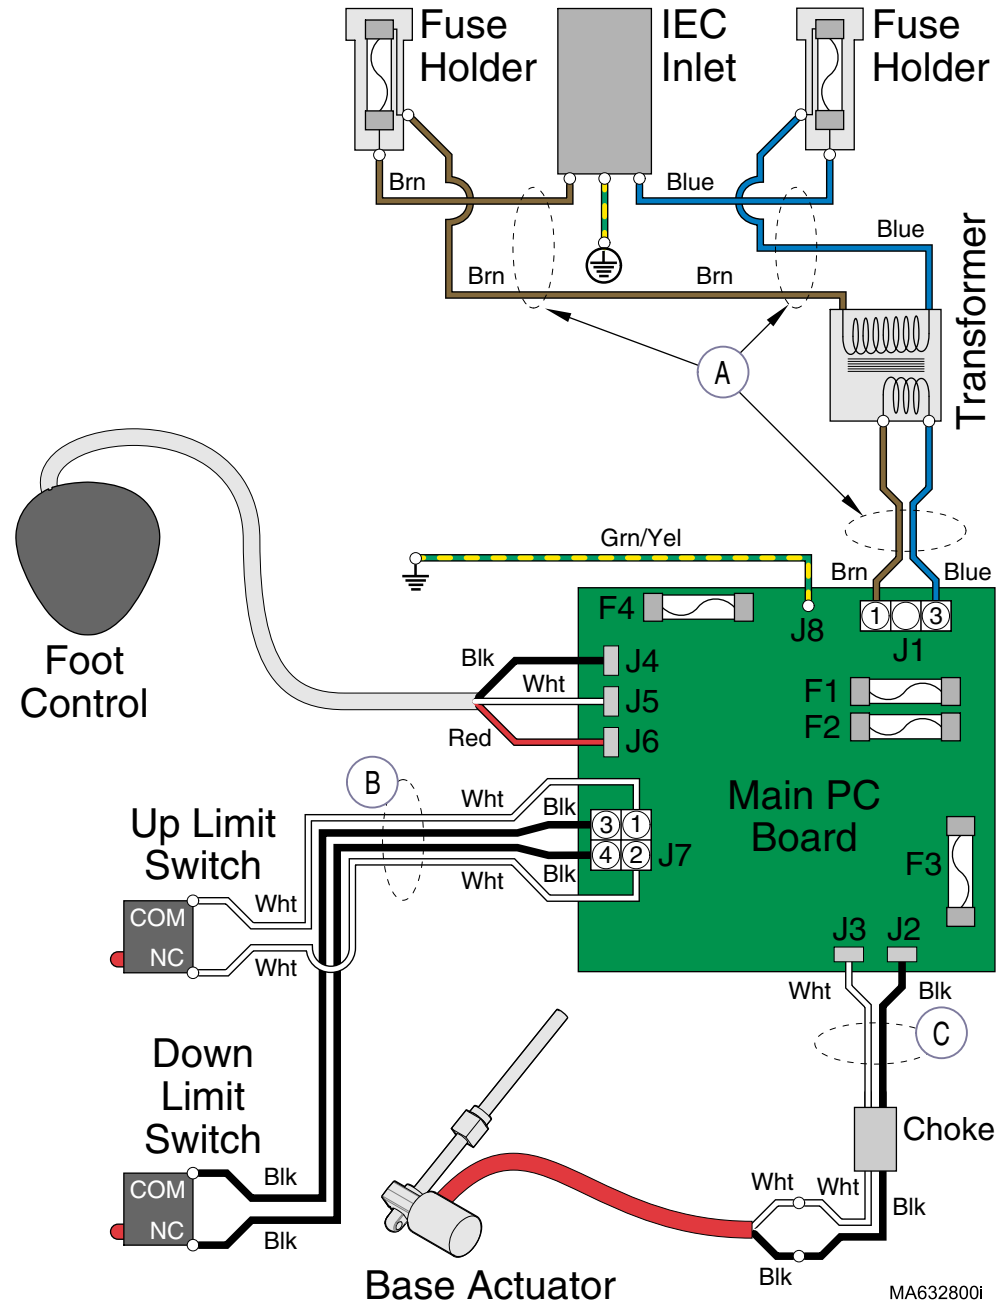 Fuse
Holder
IEC
Inlet
Fuse
Holder
Brn
Blue
Blue
Brn
Brn
Transformer
A
Grn/Yel
Brn
Blue
F4
J8
1
3
J1
Foot
Control
Blk
J4
Wht
J5
Red
J6
F1
F2
B
Wht
Blk
3
1
4
2
J7
Blk
Wht
Main PC
Board
F3
Up Limit
Switch
COM
NC
Wht
Wht
J3
J2
Wht
Blk
C
Down
Limit
Switch
COM
NC
Blk
Blk
Choke
Wht
Wht
Blk
Blk
Base Actuator
MA632800i